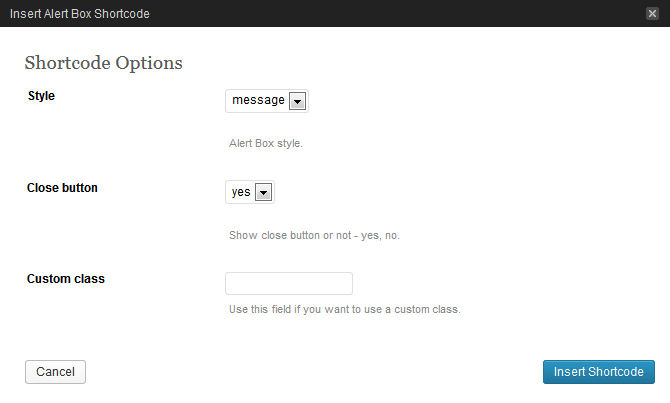 Insert Alert Box Shortcode
Shortcode Options
Style
message
Alert Box style.
Close button
yes
Show close button or not - yes, no.
Custom class
Use this field if you want to use a custom class.
Cancel
Insert Shortcode